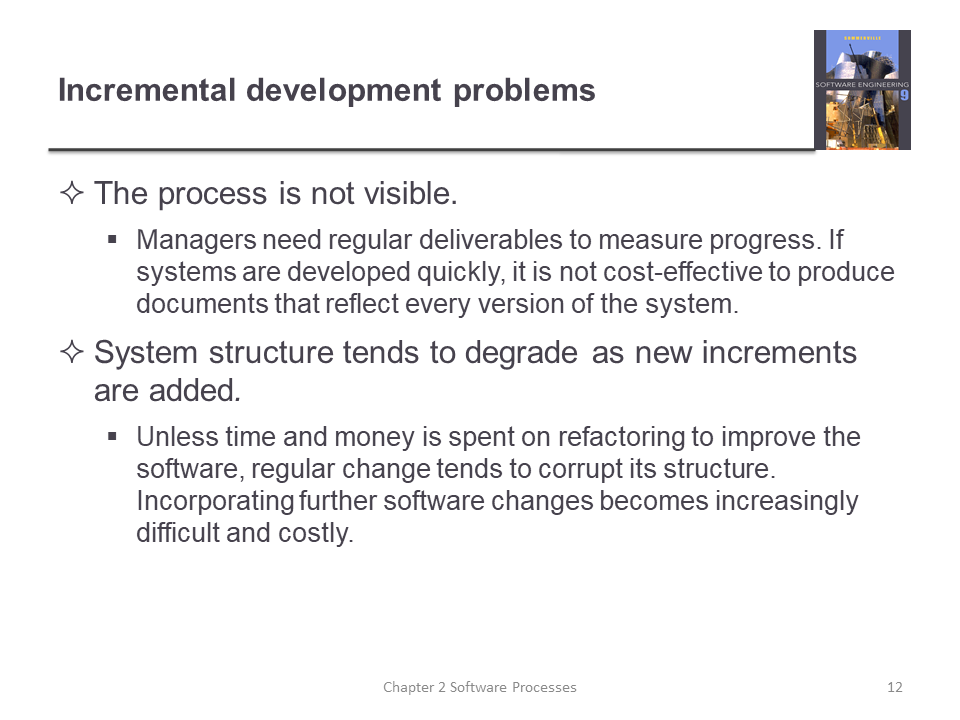 SOMMERVILLE
SOFTWARE ENGINEERING
9
Incremental development problems
✧ The process is not visible.
▪ Managers need regular deliverables to measure progress. If
systems are developed quickly, it is not cost-effective to produce
documents that reflect every version of the system.
✧ System structure tends to degrade as new increments
are added.
▪ Unless time and money is spent on refactoring to improve the
software, regular change tends to corrupt its structure.
Incorporating further software changes becomes increasingly
difficult and costly.
Chapter 2 Software Processes
12